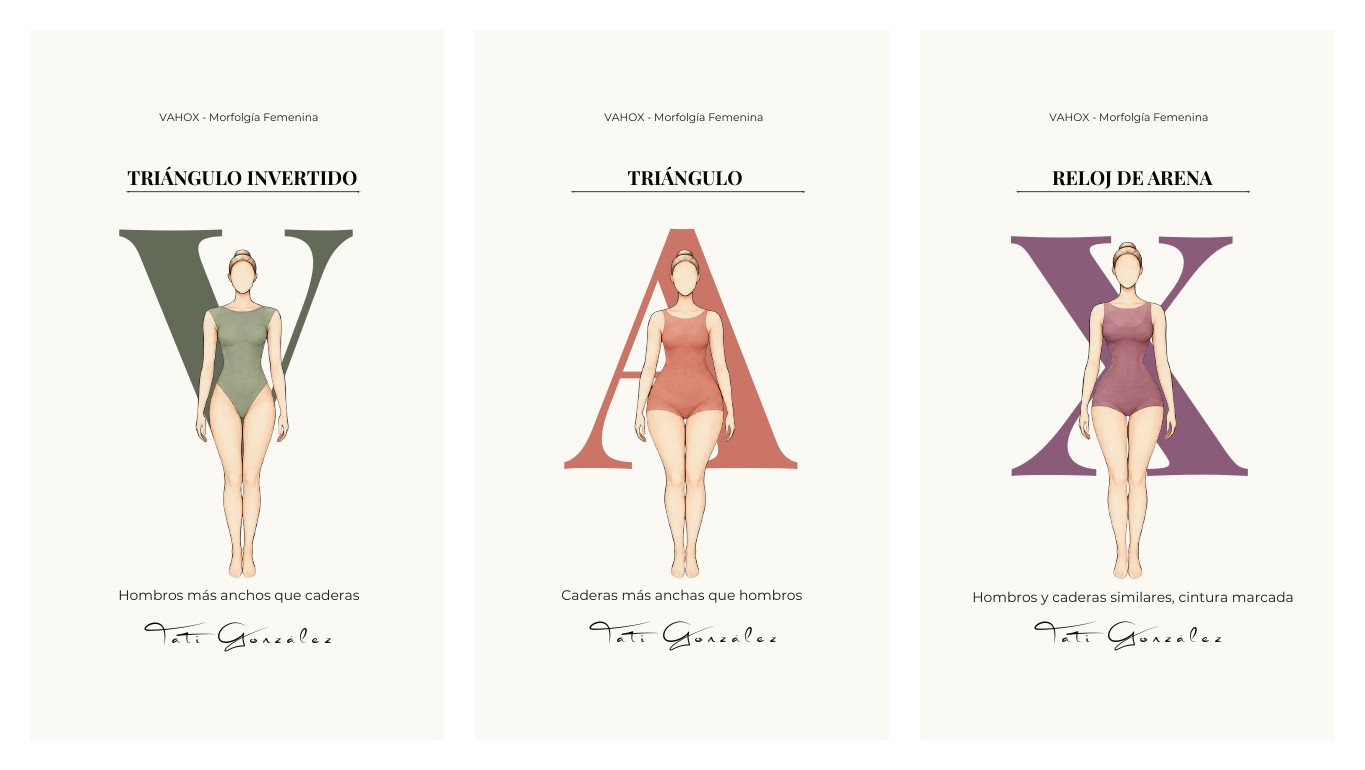 VAHOX - Morfolgía Femenina
TRIÁNGULO INVERTIDO
V
Hombros más anchos que caderas
Tati González
VAHOX - Morfolgía Femenina
TRIÁNGULO
A
Caderas más anchas que hombros
Tati González
VAHOX - Morfolgía Femenina
RELOJ DE ARENA
X
Hombros y caderas similares, cintura marcada
Tati González